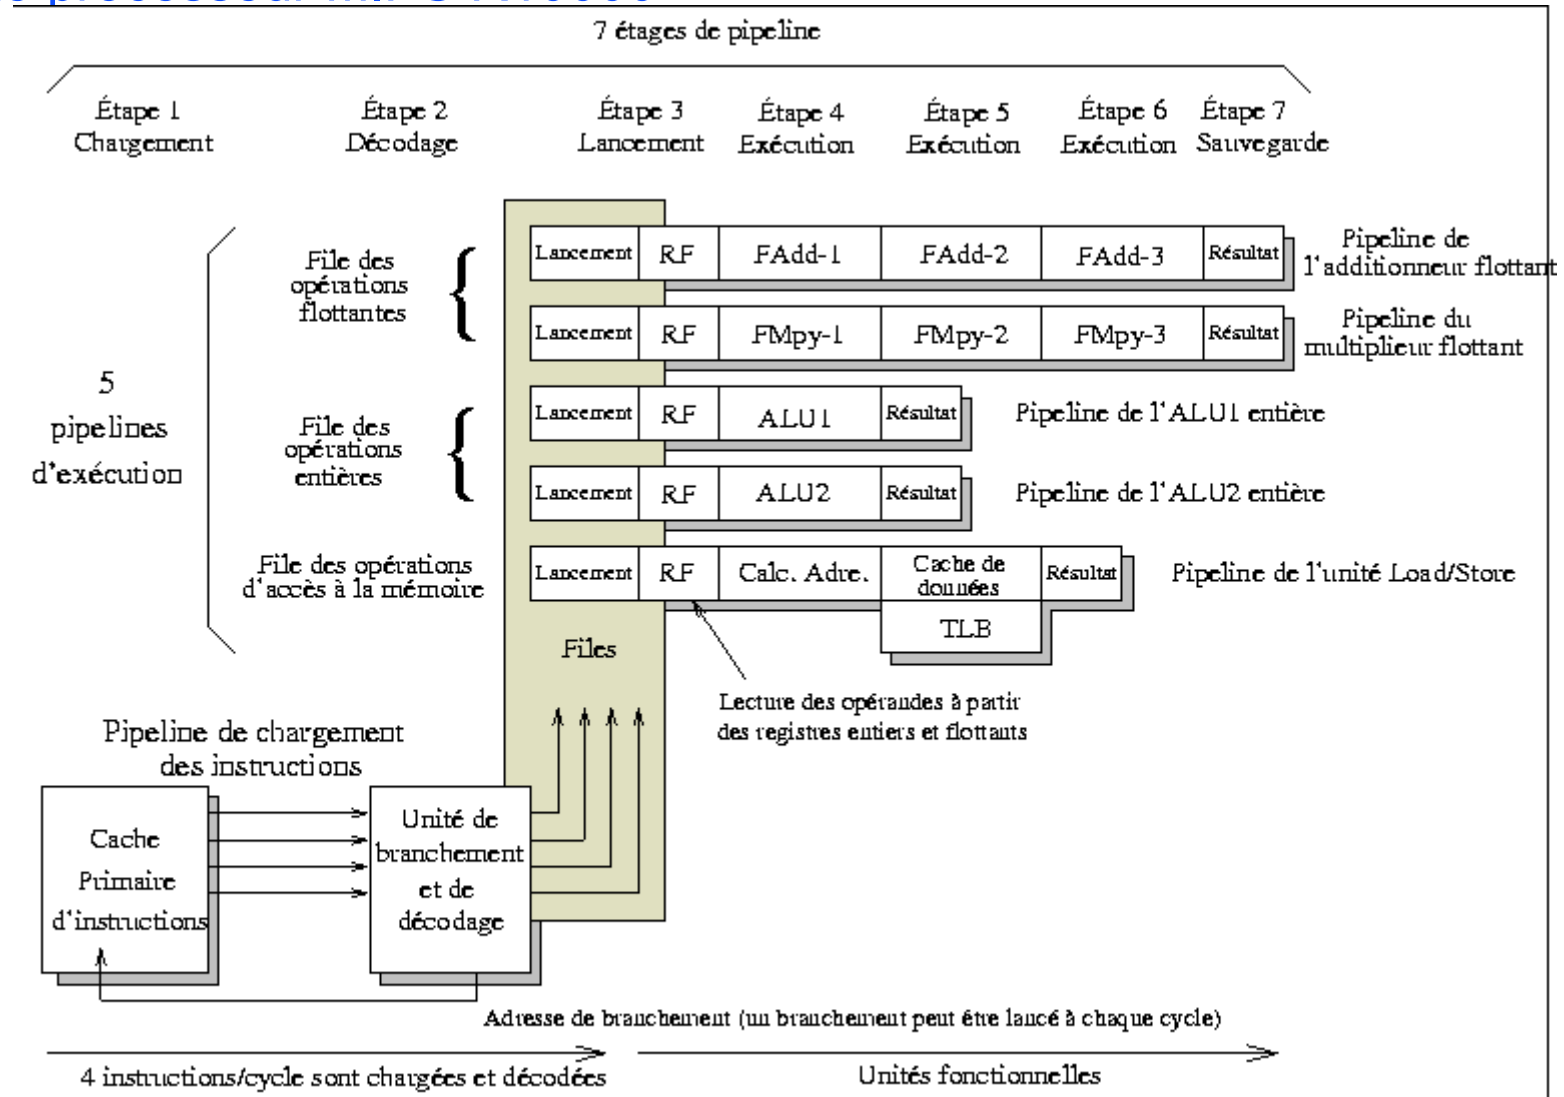 7 étages de pipeline
Étape 1
Chargement
Étape 2
Décodage
Étape 3
Lancement
Étape 4
Exécution
Étape 5
Exécution
Étape 6
Exécution
Étape 7
Sauvegarde
5
pipelines
d'exécution
File des
opérations
flottantes
Lancement RF FAdd-1 FAdd-2 FAdd-3 Résultat
Pipeline de
l'additionneur flottant
Lancement RF FMpy-1 FMpy-2 FMpy-3 Résultat
Pipeline du
multiplieur flottant
File des
opérations
entières
Lancement RF ALU1 Résultat
Pipeline de l'ALU1 entière
Lancement RF ALU2 Résultat
Pipeline de l'ALU2 entière
File des opérations
d'accès à la mémoire
Lancement RF Calc. Adre. Cache de
données
Résultat
Pipeline de l'unité Load/Store
TLB
Files
Lecture des opérandes à partir
des registres entiers et flottants
Pipeline de chargement
des instructions
Cache
Primaire
d'instructions
Unité de
branchement
et de
décodage
Adresse de branchement (un branchement peut être lancé à chaque cycle)
4 instructions/cycle sont chargées et décodées
Unités fonctionnelles